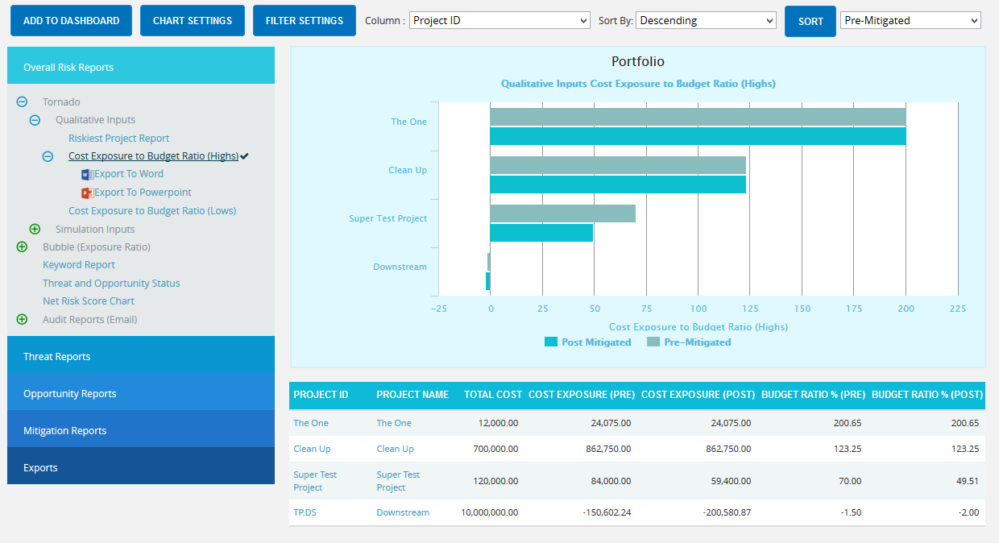 ADD TO DASHBOARD CHART SETTINGS FILTER SETTINGS Column : Project ID Sort By: Descending SORT Pre-Mitigated
Overall Risk Reports
Tornado
Qualitative Inputs
Riskiest Project Report
Cost Exposure to Budget Ratio (Highs)
Export To Word
Export To Powerpoint
Cost Exposure to Budget Ratio (Lows)
Simulation Inputs
Bubble (Exposure Ratio)
Keyword Report
Threat and Opportunity Status
Net Risk Score Chart
Audit Reports (Email)
Threat Reports
Opportunity Reports
Mitigation Reports
Exports
Portfolio
Qualitative Inputs Cost Exposure to Budget Ratio (Highs)
The One
Clean Up
Super Test Project
Downstream
-25 0 25 50 75 100 125 150 175 200 225
Cost Exposure to Budget Ratio (Highs)
Post Mitigated Pre-Mitigated
PROJECT ID PROJECT NAME TOTAL COST COST EXPOSURE (PRE) COST EXPOSURE (POST) BUDGET RATIO % (PRE) BUDGET RATIO % (POST)
The One The One 12,000.00 24,075.00 24,075.00 200.65 200.65
Clean Up Clean Up 700,000.00 862,750.00 862,750.00 123.25 123.25
Super Test Super Test
Project Project 120,000.00 84,000.00 59,400.00 70.00 49.51
TP.DS Downstream 10,000,000.00 -150,602.24 -200,580.87 -1.50 -2.00